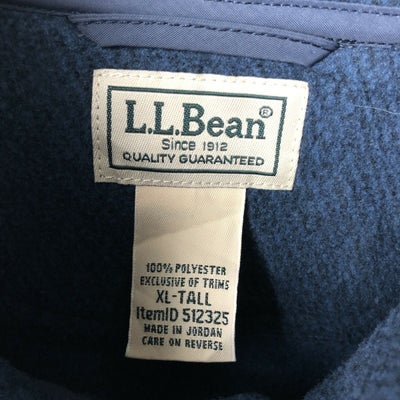 L.L.Bean®
Since 1912
QUALITY GUARANTEED
100% POLYESTER
EXCLUSIVE OF TRIMS
XL-TALL
ItemID 512325
MADE IN JORDAN
CARE ON REVERSE